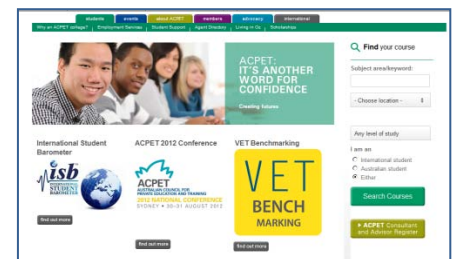 students events about ACPET members advocacy international
Why an ACPET college? Employment Services Student Support Agent Directory Living in Oz Scholarships
ACPET:
IT'S ANOTHER
WORD FOR
CONFIDENCE
Creating futures
Find your course
Subject area/keyword:
- Choose location -
Any level of study
I am an
International student
Australian student
Either
Search Courses
ACPET Consultant
and Advisor Register
International Student
Barometer
isb
INTERNATIONAL
STUDENT
BAROMETER
find out more
ACPET 2012 Conference
ACPET
AUSTRALIAN COUNCIL FOR
PRIVATE EDUCATION AND TRAINING
2012 NATIONAL CONFERENCE
SYDNEY • 30-31 AUGUST 2012
find out more
VET Benchmarking
VET
BENCH
MARKING
find out more